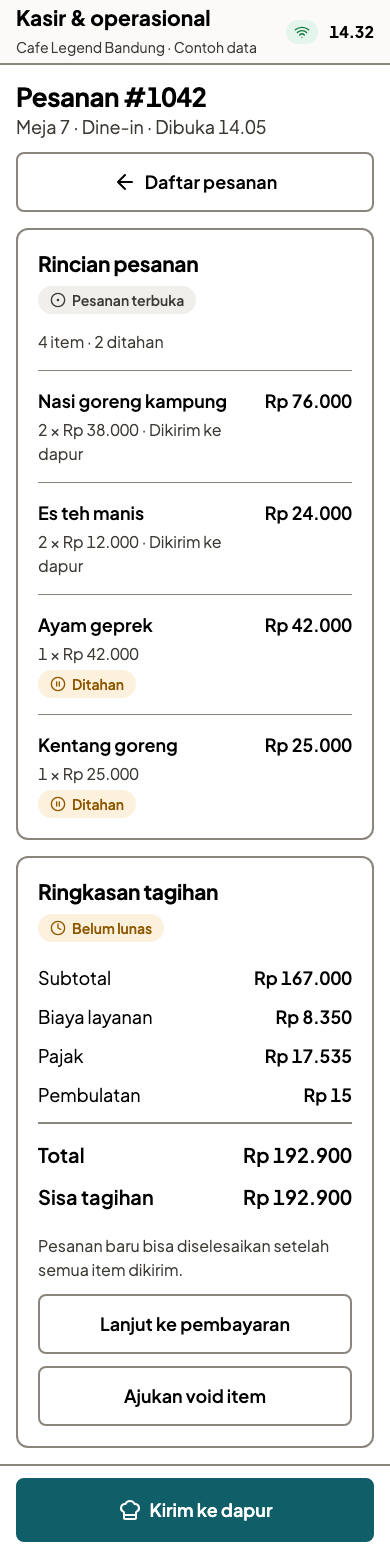 Kasir & operasional
Cafe Legend Bandung · Contoh data
14.32
Pesanan #1042
Meja 7 · Dine-in · Dibuka 14.05
Daftar pesanan
Rincian pesanan
Pesanan terbuka
4 item · 2 ditahan
Nasi goreng kampung Rp 76.000
2 × Rp 38.000 · Dikirim ke
dapur
Es teh manis Rp 24.000
2 × Rp 12.000 · Dikirim ke
dapur
Ayam geprek Rp 42.000
1 × Rp 42.000
Ditahan
Kentang goreng Rp 25.000
1 × Rp 25.000
Ditahan
Ringkasan tagihan
Belum lunas
Subtotal Rp 167.000
Biaya layanan Rp 8.350
Pajak Rp 17.535
Pembulatan Rp 15
Total Rp 192.900
Sisa tagihan Rp 192.900
Pesanan baru bisa diselesaikan setelah
semua item dikirim.
Lanjut ke pembayaran
Ajukan void item
Kirim ke dapur